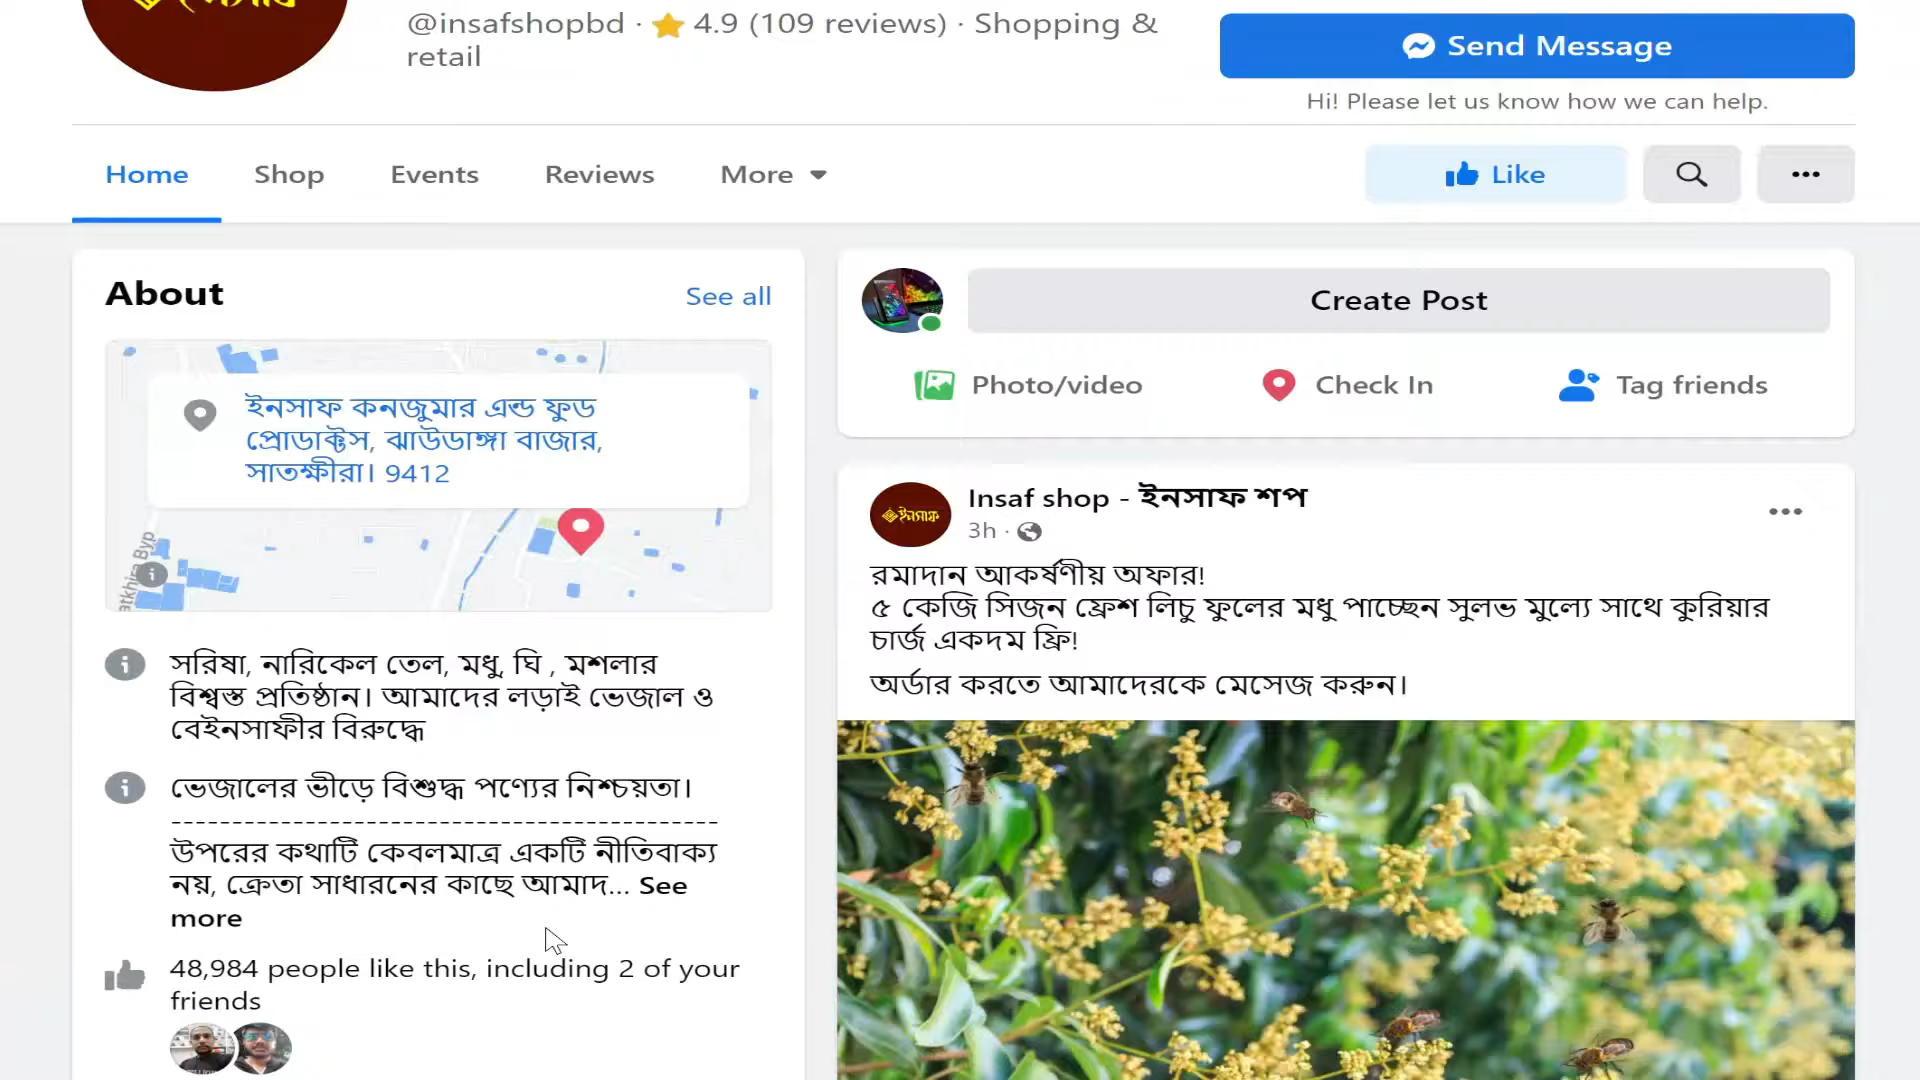 ইনসাফ
@insafshopbd · 4.9 (109 reviews) · Shopping &
retail
Send Message
Hi! Please let us know how we can help.
Home Shop Events Reviews More
Like
About
See all
ইনসাফ কনজুমার এন্ড ফুড
প্রোডাক্টস, ঝাউডাঙ্গা বাজার,
সাতক্ষীরা। 9412
atkhira Byp
সরিষা, নারিকেল তেল, মধু, ঘি , মশলার
বিশ্বস্ত প্রতিষ্ঠান। আমাদের লড়াই ভেজাল ও
বেইনসাফীর বিরুদ্ধে
ভেজালের ভীড়ে বিশুদ্ধ পণ্যের নিশ্চয়তা।
--------------------------------------------
উপরের কথাটি কেবলমাত্র একটি নীতিবাক্য
নয়, ক্রেতা সাধারনের কাছে আমাদ... See
more
48,984 people like this, including 2 of your
friends
Create Post
Photo/video Check In Tag friends
ইনসাফ
Insaf shop - ইনসাফ শপ
3h ·
রমাদান আকর্ষণীয় অফার!
৫ কেজি সিজন ফ্রেশ লিচু ফুলের মধু পাচ্ছেন সুলভ মুল্যে সাথে কুরিয়ার
চার্জ একদম ফ্রি!
অর্ডার করতে আমাদেরকে মেসেজ করুন।